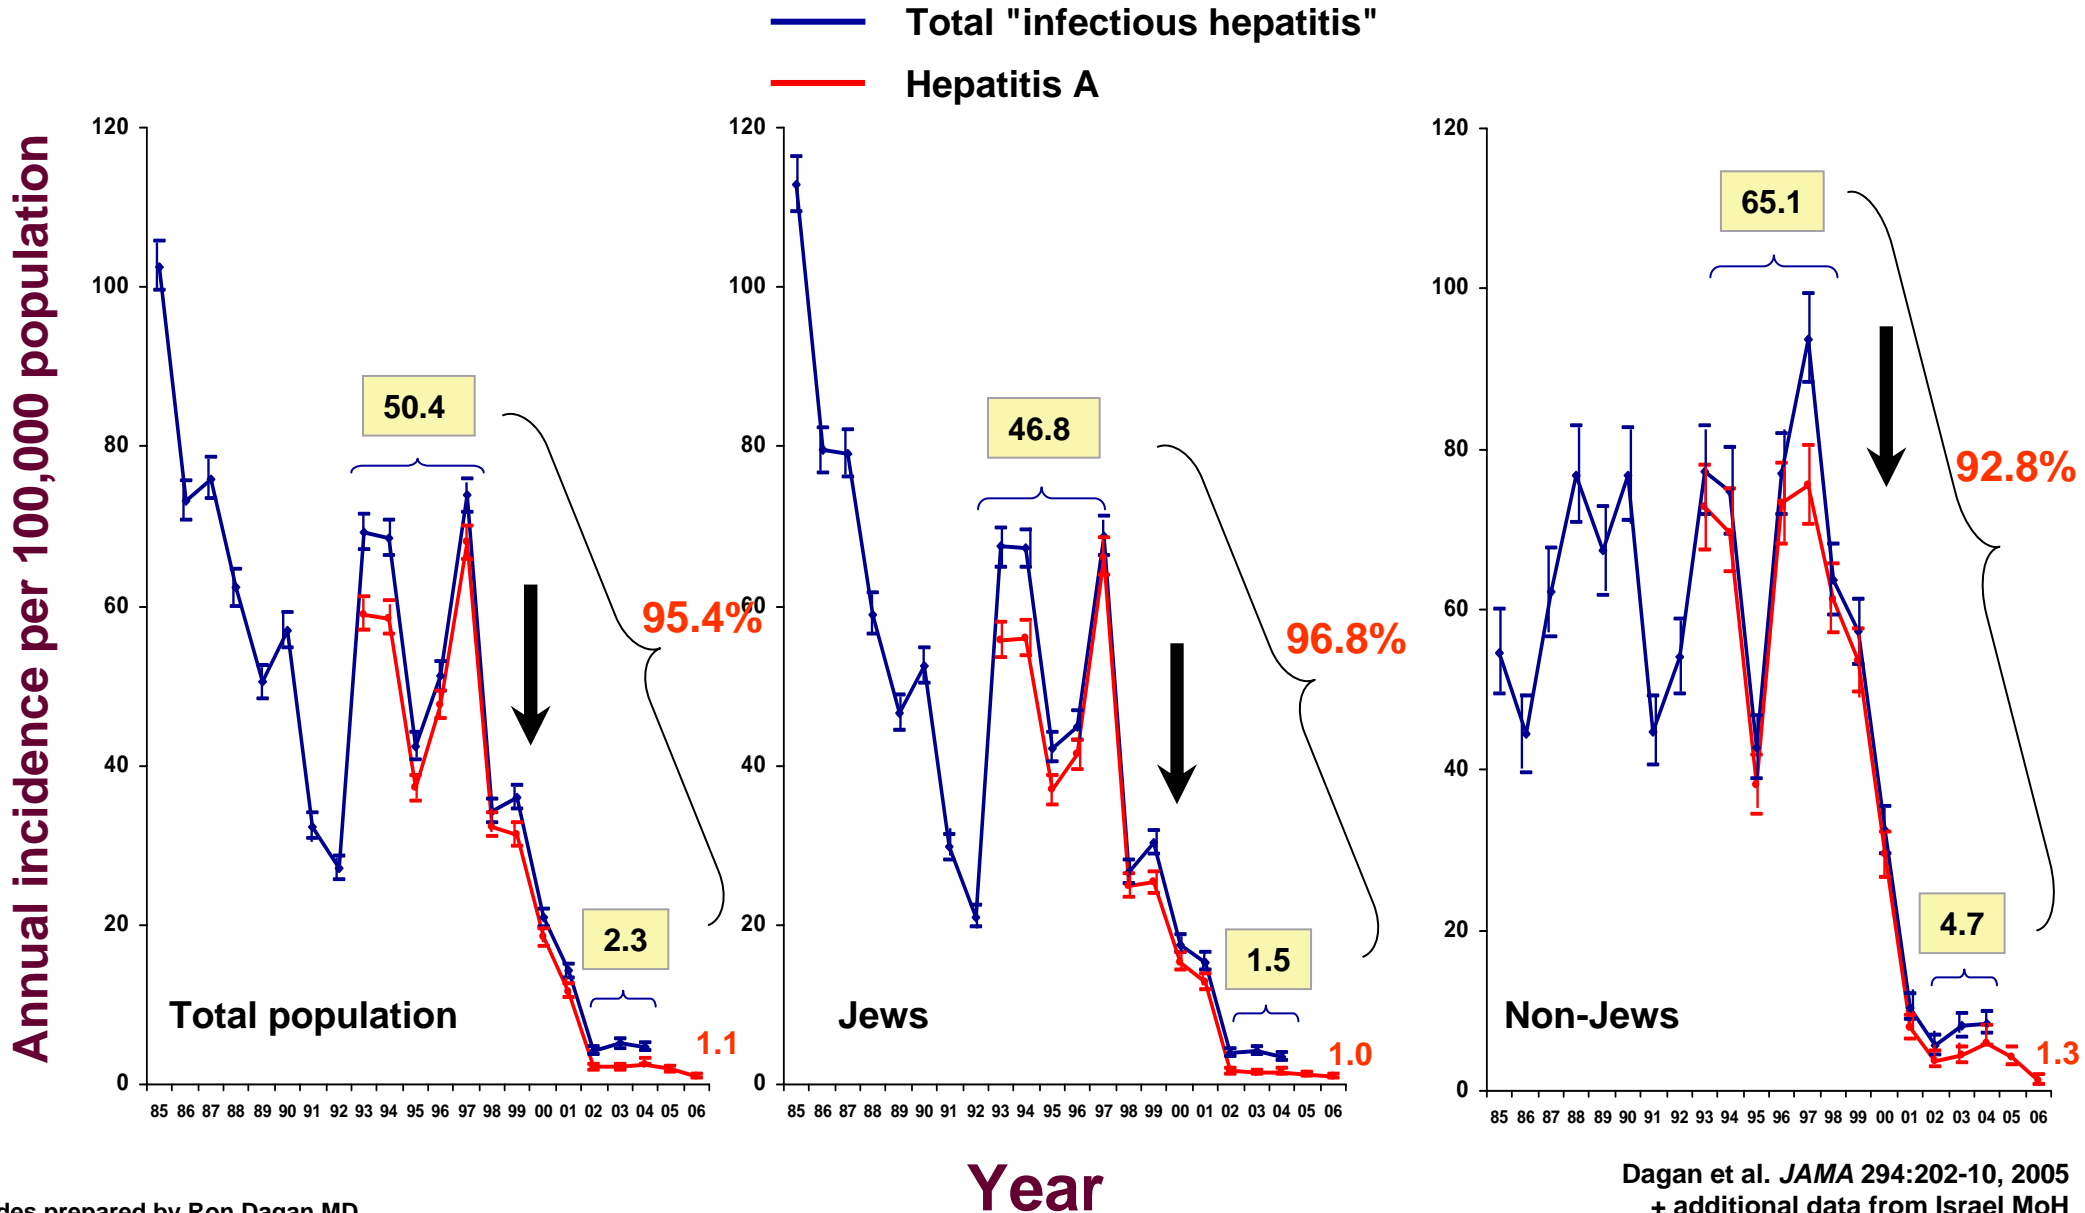 Total "infectious hepatitis"
Hepatitis A
Annual incidence per 100,000 population
120
100
80
60
40
20
0
50.4
95.4%
2.3
1.1
Total population
85 86 87 88 89 90 91 92 93 94 95 96 97 98 99 00 01 02 03 04 05 06
120
100
80
60
40
20
0
46.8
96.8%
1.5
1.0
Jews
85 86 87 88 89 90 91 92 93 94 95 96 97 98 99 00 01 02 03 04 05 06
120
100
80
60
40
20
0
65.1
92.8%
4.7
1.3
Non-Jews
85 86 87 88 89 90 91 92 93 94 95 96 97 98 99 00 01 02 03 04 05 06
Year
Dagan et al. JAMA 294:202-10, 2005
+ additional data from Israel MoH
prepared by Ron Dagan MD